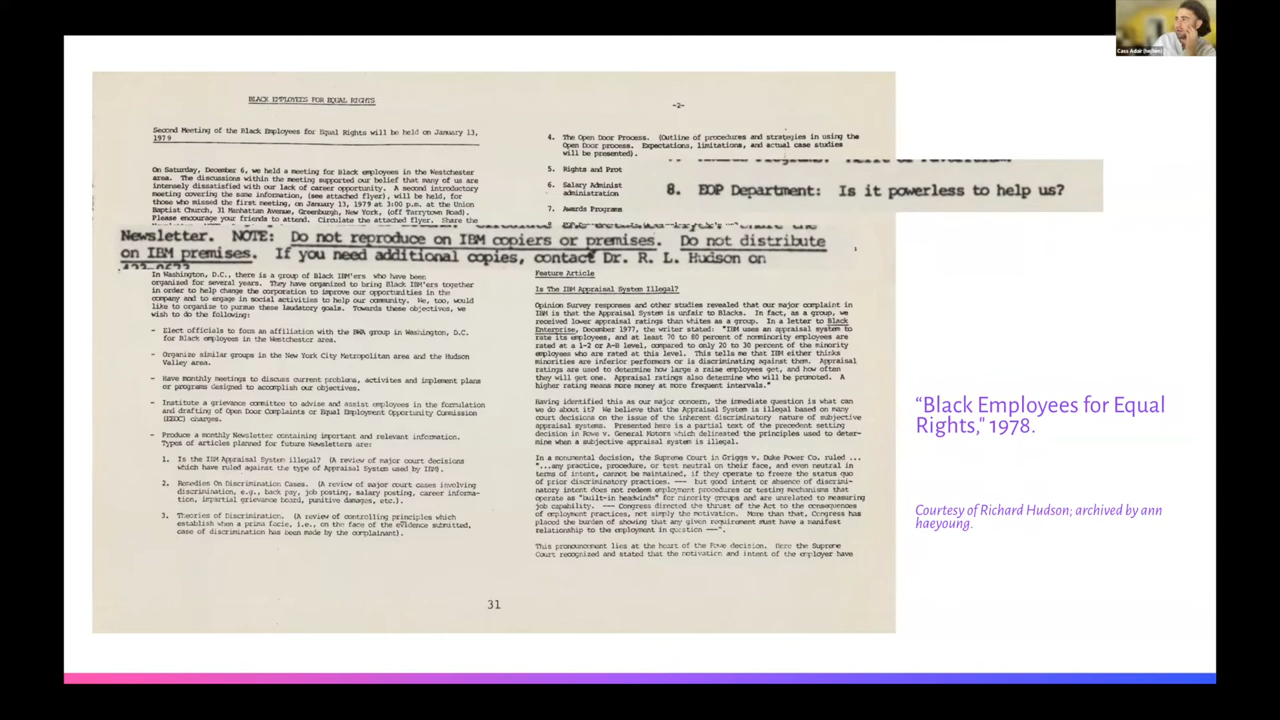 Cass Adair (he/him)
BLACK EMPLOYEES FOR EQUAL RIGHTS
Second Meeting of the Black Employees for Equal Rights will be held on January 13,
1979
On Saturday, December 6, we held a meeting for Black employees in the Westchester
area. The discussions within the meeting supported our belief that many of us are
intensely dissatisfied with our lack of career opportunity. A second introductory
meeting covering the same information, (see attached flyer), will be held, for
those who missed the first meeting, on January 13, 1979 at 3:00 p.m. at the Union
Baptist Church, 31 Manhattan Avenue, Greenburgh, New York, (off Tarrytown Road).
Please encourage your friends to attend. Circulate the attached flyer. Share the
Newsletter. NOTE: Do not reproduce on IBM copiers or premises. Do not distribute
on IBM premises. If you need additional copies, contact Dr. R. L. Hudson on
In Washington, D.C., there is a group of Black IBM'ers who have been
organized for several years. They have organized to bring Black IBM'ers together
in order to help change the corporation to improve our opportunities in the
company and to engage in social activities to help our community. We, too, would
like to organize to pursue these laudatory goals. Towards these objectives, we
wish to do the following:
- Elect officials to focus an affiliation with the BWA group in Washington, D.C.
for Black employees in the Westchester area.
- Organize similar groups in the New York City Metropolitan area and the Hudson
Valley area.
- Have monthly meetings to discuss current problems, activites and implement plans
or programs designed to accomplish our objectives.
- Institute a grievance committee to advise and assist employees in the formulation
and drafting of Open Door Complaints or Equal Employment Opportunity Commission
(EEOC) charges.
- Produce a monthly Newsletter containing important and relevant information.
Types of articles planned for future Newsletters are:
1. Is the IBM Appraisal System illegal? (A review of major court decisions
which have ruled against the type of Appraisal System used by IBM).
2. Remedies On Discrimination Cases. (A review of major court cases involving
discrimination, e.g., back pay, job posting, salary posting, career informa-
tion, impartial grievance board, punitive damages, etc.).
3. Theories of Discrimination. (A review of controlling principles which
establish when a prima facie, i.e., on the face of the evidence submitted,
case of discrimination has been made by the complainant).
-2-
4. The Open Door Process. (Outline of procedures and strategies in using the
Open Door process. Expectations, limitations, and actual case studies
will be presented).
5. Rights and Prot
6. Salary Administ
administration
7. Awards Programs
8. EOP Department: Is it powerless to help us?
Feature Article
Is The IBM Appraisal System Illegal?
Opinion Survey responses and other studies revealed that our major complaint in
IBM is that the Appraisal System is unfair to Blacks. In fact, as a group, we
received lower appraisal ratings than whites as a group. In a letter to Black
Enterprise, December 1977, the writer stated: "IBM uses an appraisal system to
rate its employees, and at least 70 to 80 percent of nonminority employees are
rated at a 1-2 or A-B level, compared to only 20 to 30 percent of the minority
employees who are rated at this level. This tells me that IBM either thinks
minorities are inferior performers or is discriminating against them. Appraisal
ratings are used to determine how large a raise employees get, and how often
they will get one. Appraisal ratings also determine who will be promoted. A
higher rating means more money at more frequent intervals."
Having identified this as our major concern, the immediate question is what can
we do about it? We believe that the Appraisal System is illegal based on many
court decisions on the issue of the inherent discriminatory nature of subjective
appraisal systems. Presented here is a partial text of the precedent setting
decision in Rowe v. General Motors which delineated the principles used to deter-
mine when a subjective appraisal system is illegal.
In a monumental decision, the Supreme Court in Griggs v. Duke Power Co. ruled ...
"...any practice, procedure, or test neutral on their face, and even neutral in
terms of intent, cannot be maintained, if they operate to freeze the status quo
of prior discriminatory practices. --- but good intent or absence of discrimi-
natory intent does not redeem employment procedures or testing mechanisms that
operate as "built-in headwinds" for minority groups and are unrelated to measuring
job capability. --- Congress directed the thrust of the Act to the consequences
of employment practices, not simply the motivation. More than that, Congress has
placed the burden of showing that any given requirement must have a manifest
relationship to the employment in question ---".
This pronouncement lies at the heart of the Rowe decision. Here the Supreme
Court recognized and stated that the motivation and intent of the employer have
31
“Black Employees for Equal
Rights," 1978.
Courtesy of Richard Hudson; archived by ann
haeyoung.